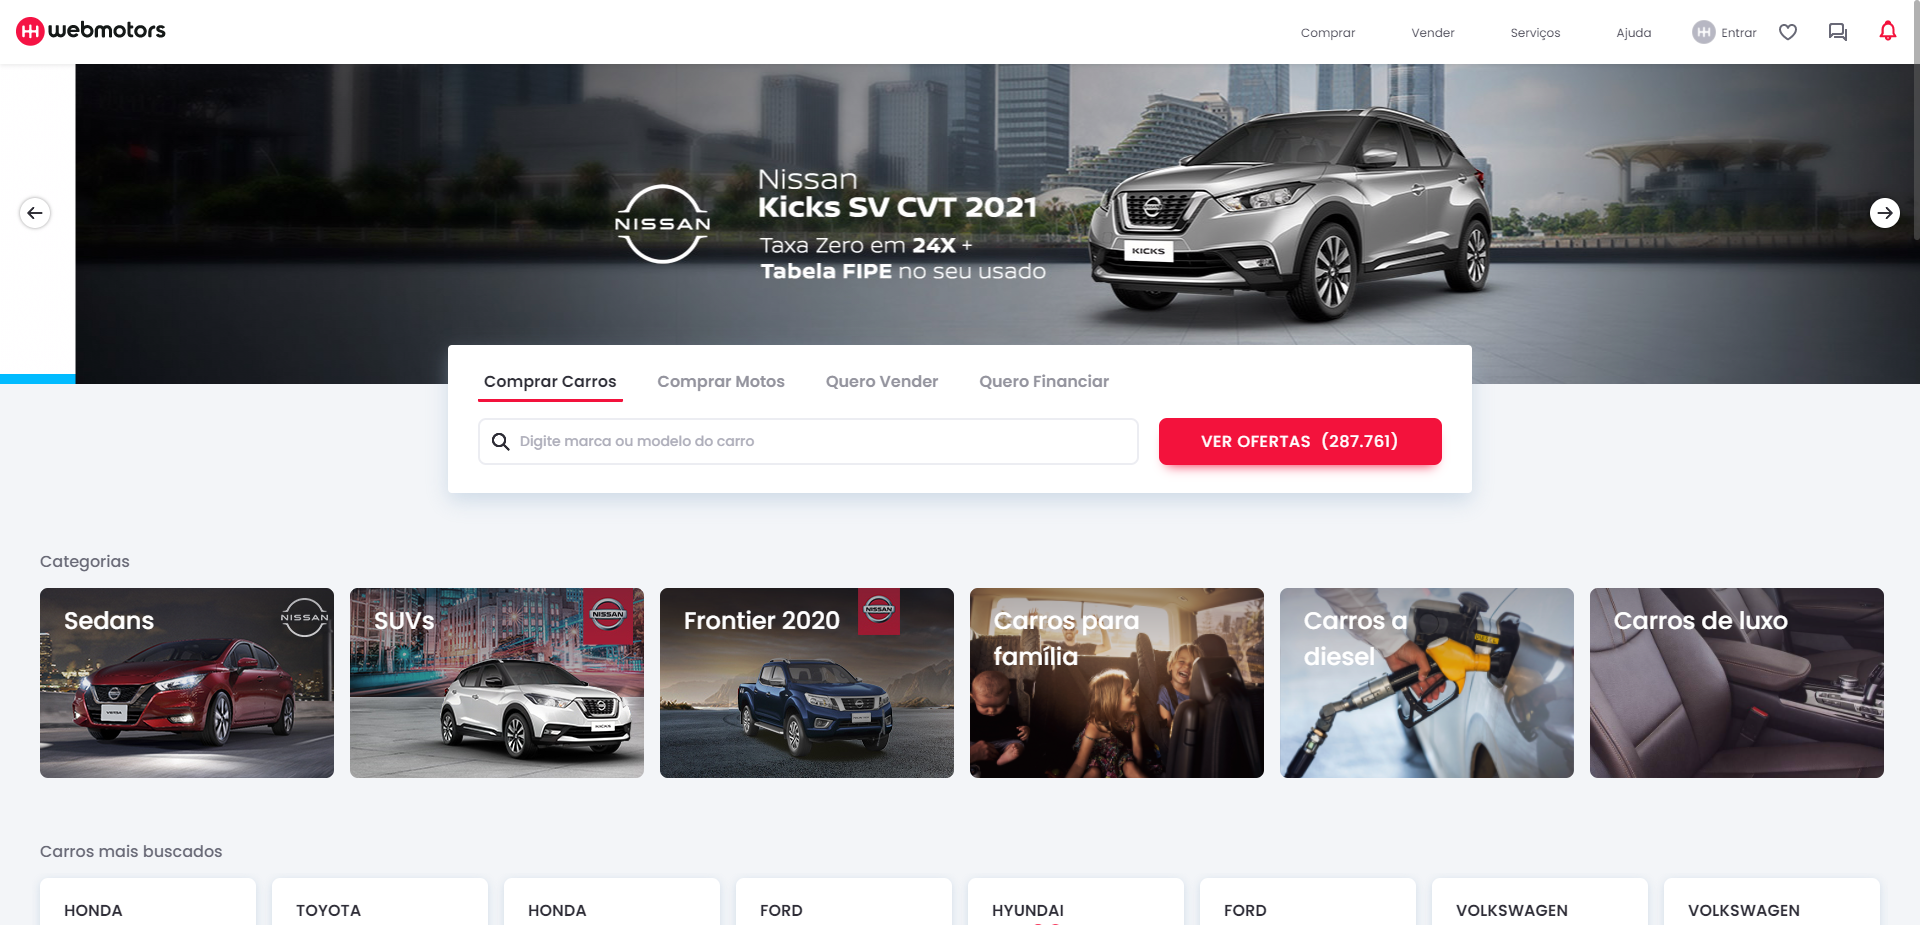 webmotors
Comprar
Vender
Serviços
Ajuda
Entrar
NISSAN
Nissan
Kicks SV CVT 2021
Taxa Zero em 24X +
Tabela FIPE no seu usado
KICKS
Comprar Carros
Comprar Motos
Quero Vender
Quero Financiar
Digite marca ou modelo do carro
VER OFERTAS (287.761)
Categorias
Sedans
NISSAN
SUVs
NISSAN
KICKS
Frontier 2020
NISSAN
Carros para
família
Carros a
diesel
Carros de luxo
Carros mais buscados
HONDA
TOYOTA
HONDA
FORD
HYUNDAI
FORD
VOLKSWAGEN
VOLKSWAGEN